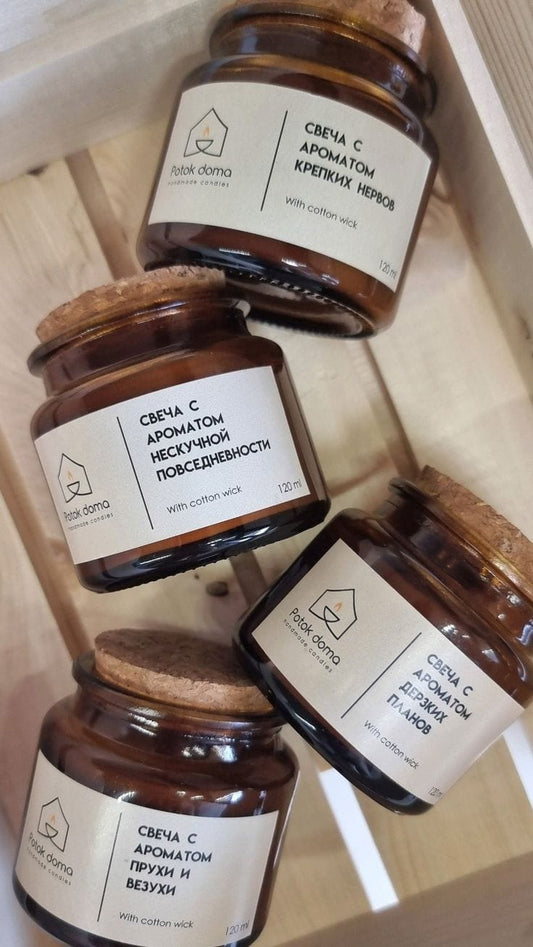 Potok doma
handmade candles
СВЕЧА С
АРОМАТОМ
КРЕПКИХ НЕРВОВ
With cotton wick
120 ml
Potok doma
handmade candles
СВЕЧА С
АРОМАТОМ
НЕСКУЧНОЙ
ПОВСЕДНЕВНОСТИ
With cotton wick
120 ml
Potok doma
handmade candles
СВЕЧА С
АРОМАТОМ
ДЕРЗКИХ
ПЛАНОВ
With cotton wick
120 ml
Potok doma
handmade candles
СВЕЧА С
АРОМАТОМ
ПРУХИ И
ВЕЗУХИ
With cotton wick
120 ml